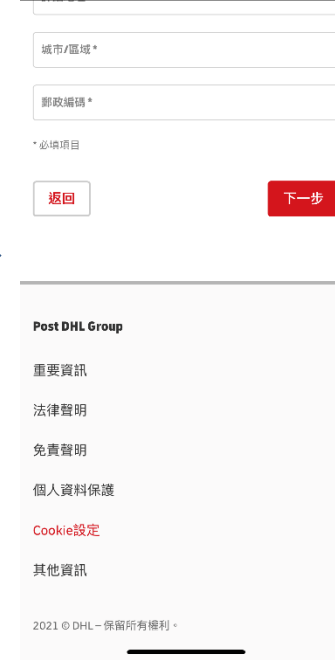 城市/區域*
郵政編碼*
*必填項目
返回
下一步
Post DHL Group
重要資訊
法律聲明
免責聲明
個人資料保護
Cookie設定
其他資訊
2021 © DHL – 保留所有權利。